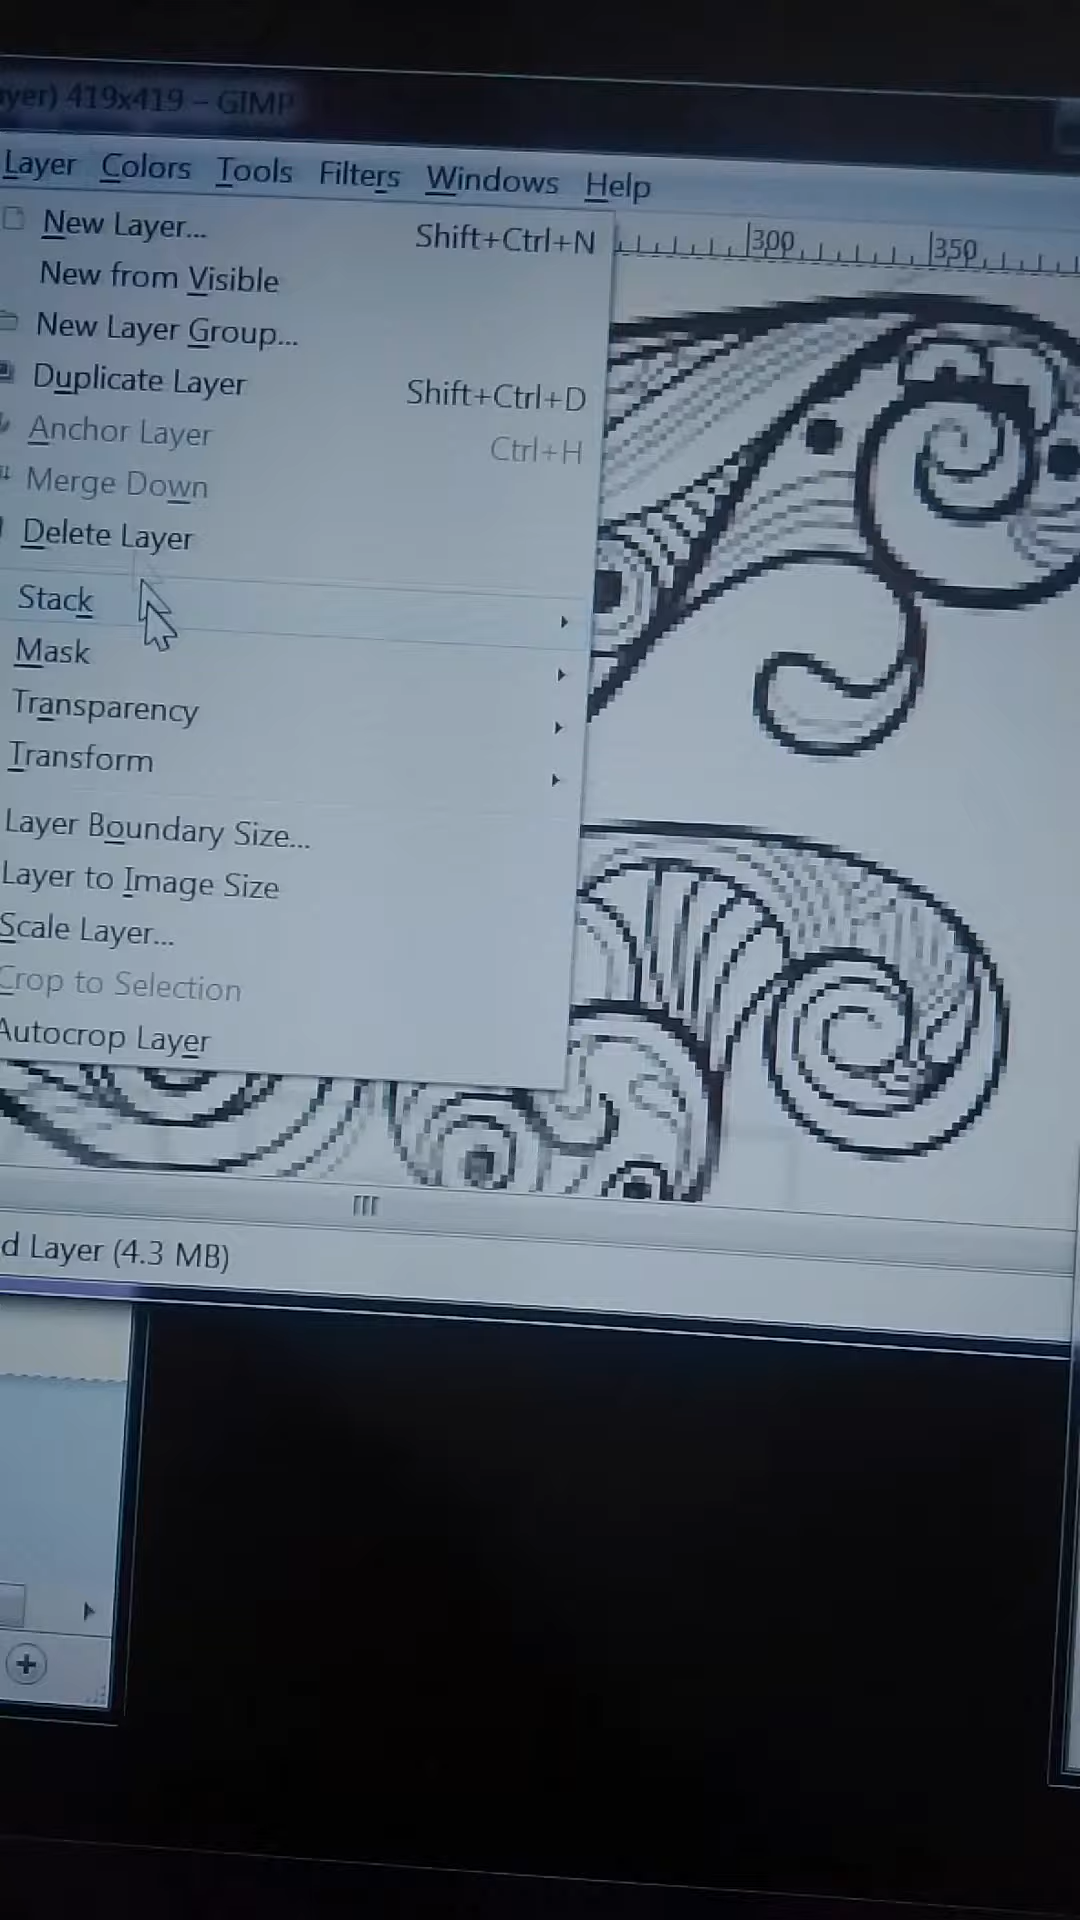 yer) 419x419 – GIMP
Layer Colors Tools Filters Windows Help
New Layer... Shift+Ctrl+N
New from Visible
New Layer Group...
Duplicate Layer Shift+Ctrl+D
Anchor Layer Ctrl+H
Merge Down
Delete Layer
Stack
Mask
Transparency
Transform
Layer Boundary Size...
Layer to Image Size
Scale Layer...
Crop to Selection
Autocrop Layer
300 350
d Layer (4.3 MB)